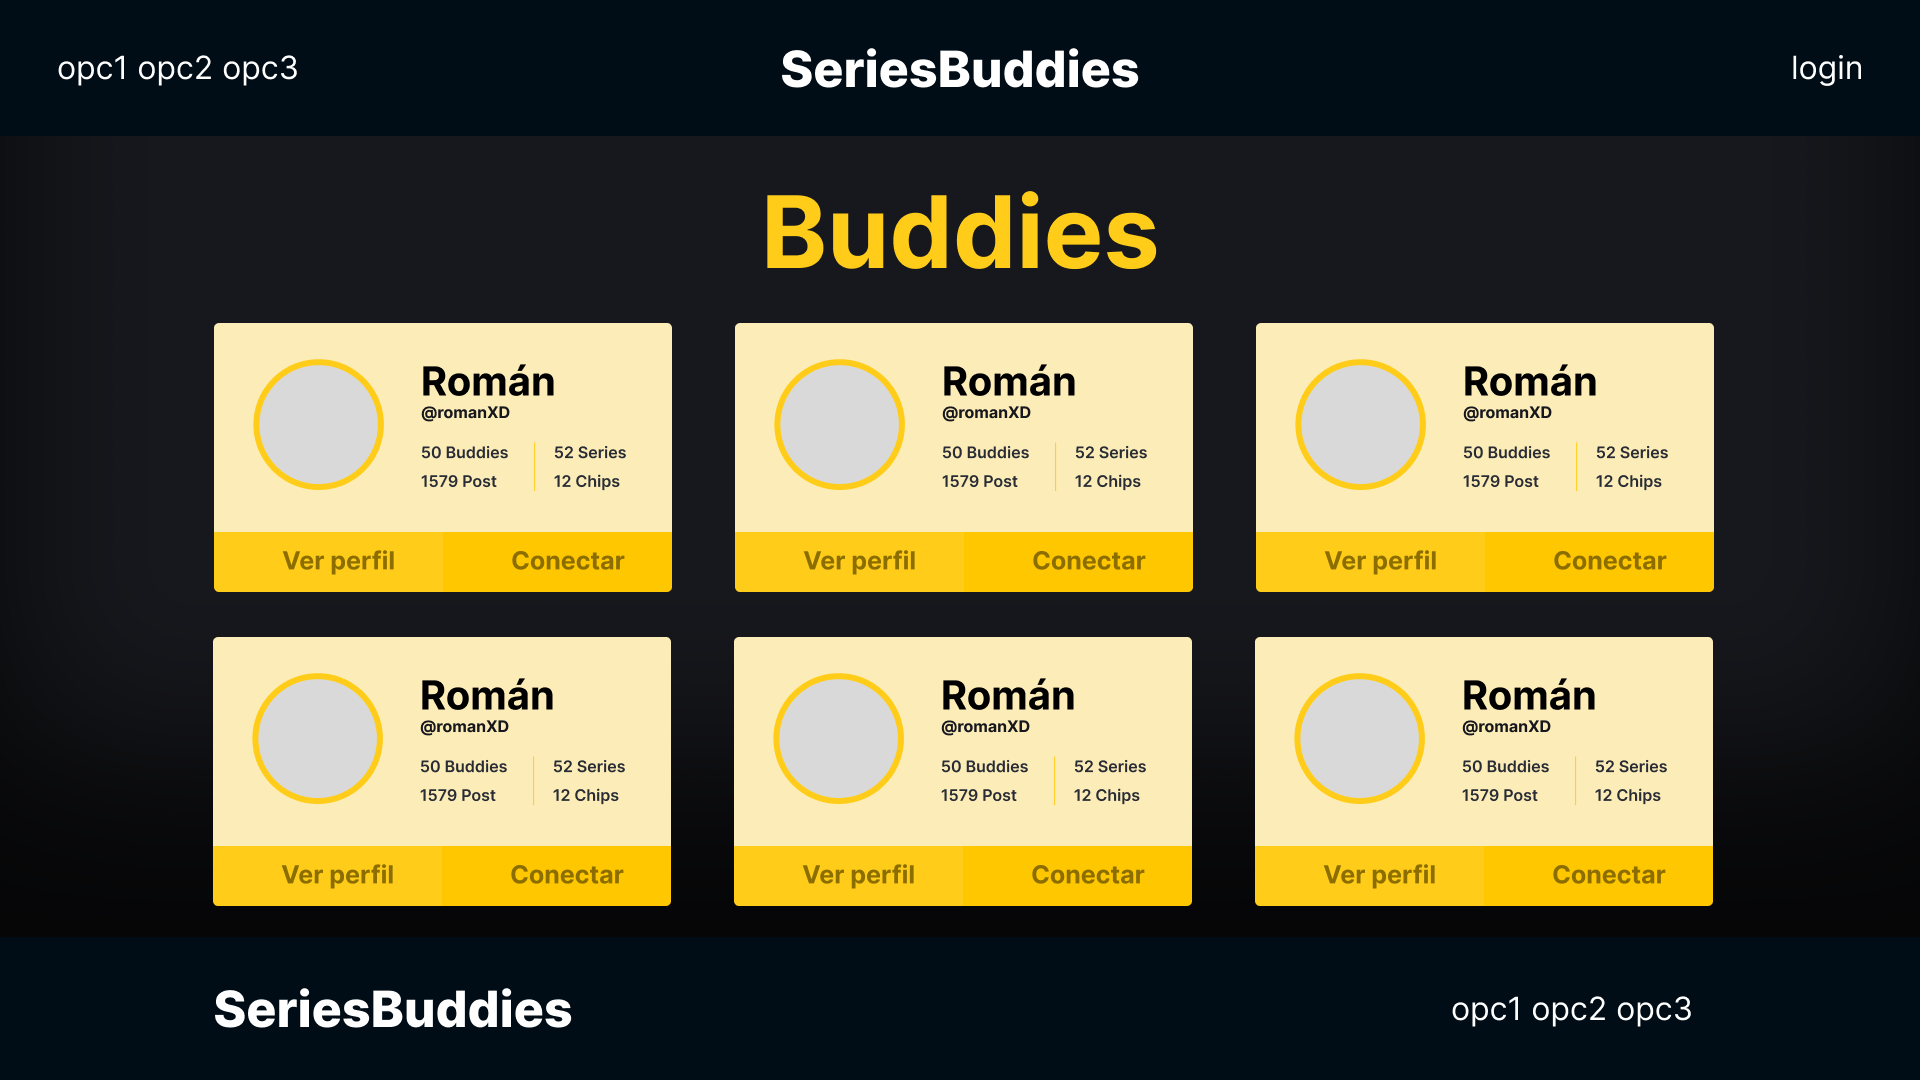 opc1 opc2 opc3
SeriesBuddies
login
Buddies
Román
@romanXD
50 Buddies
52 Series
1579 Post
12 Chips
Ver perfil
Conectar
Román
@romanXD
50 Buddies
52 Series
1579 Post
12 Chips
Ver perfil
Conectar
Román
@romanXD
50 Buddies
52 Series
1579 Post
12 Chips
Ver perfil
Conectar
Román
@romanXD
50 Buddies
52 Series
1579 Post
12 Chips
Ver perfil
Conectar
Román
@romanXD
50 Buddies
52 Series
1579 Post
12 Chips
Ver perfil
Conectar
Román
@romanXD
50 Buddies
52 Series
1579 Post
12 Chips
Ver perfil
Conectar
SeriesBuddies
opc1 opc2 opc3